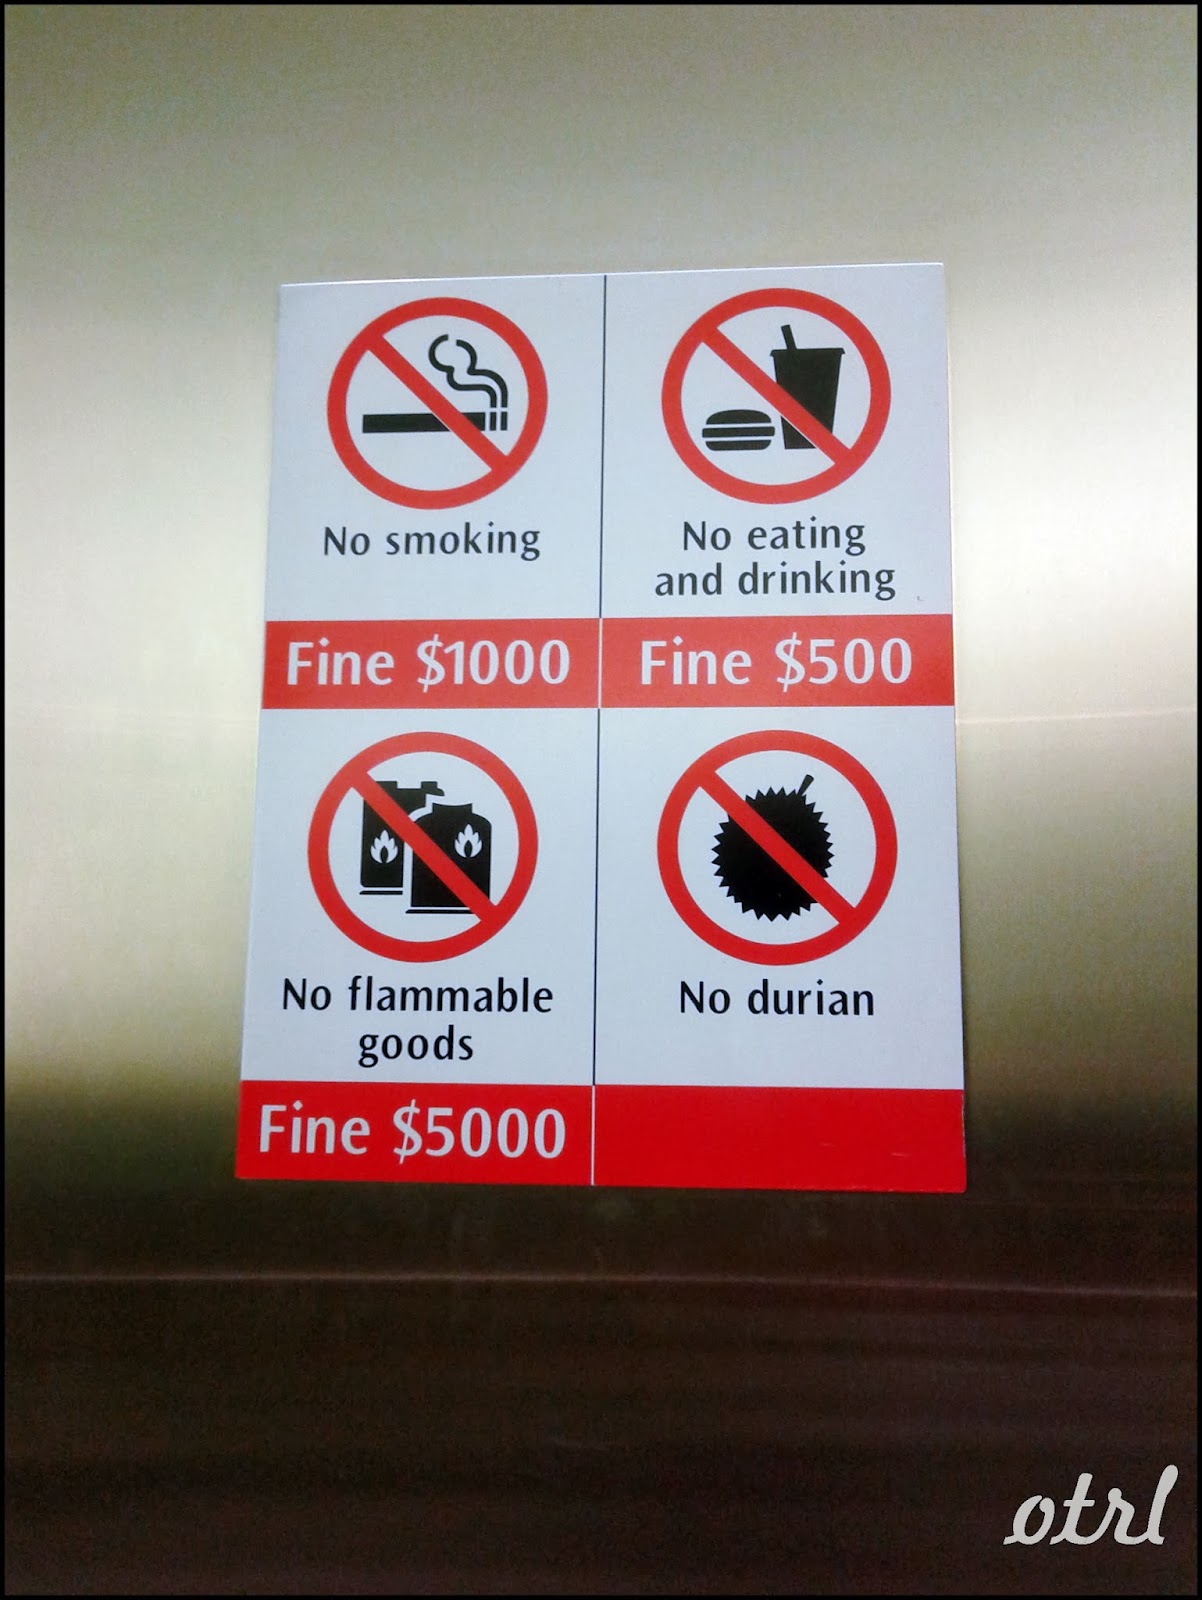 No smoking
Fine $1000
No eating
and drinking
Fine $500
No flammable
goods
Fine $5000
No durian
otrl